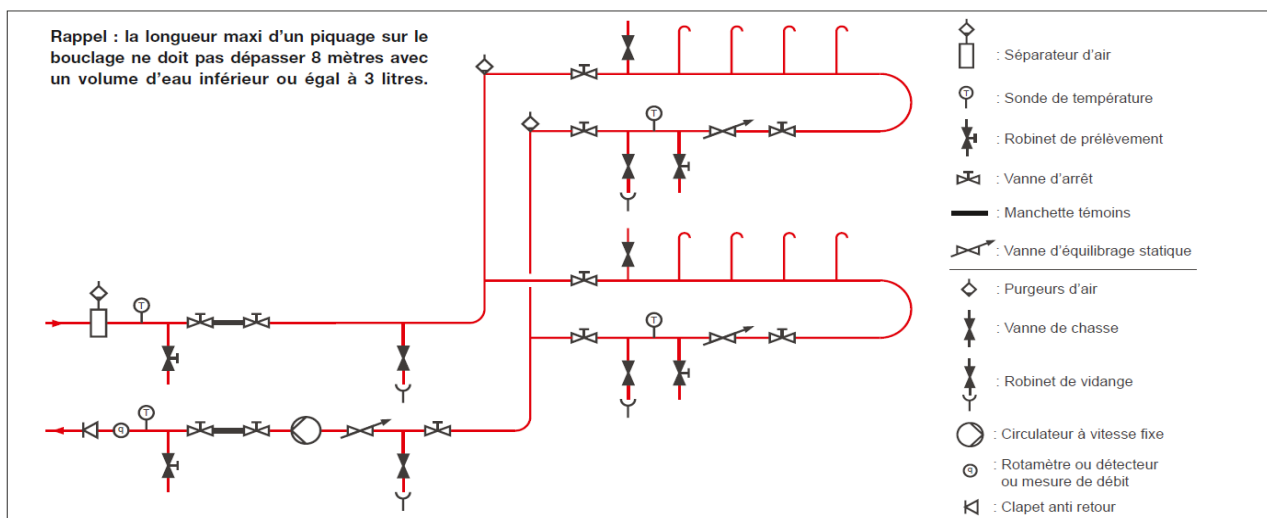 Rappel : la longueur maxi d'un piquage sur le
bouclage ne doit pas dépasser 8 mètres avec
un volume d'eau inférieur ou égal à 3 litres.
T
T
T
T
q
T
: Séparateur d'air
T
: Sonde de température
: Robinet de prélèvement
: Vanne d'arrêt
: Manchette témoins
: Vanne d'équilibrage statique
: Purgeurs d'air
: Vanne de chasse
: Robinet de vidange
: Circulateur à vitesse fixe
q
: Rotamètre ou détecteur
ou mesure de débit
: Clapet anti retour